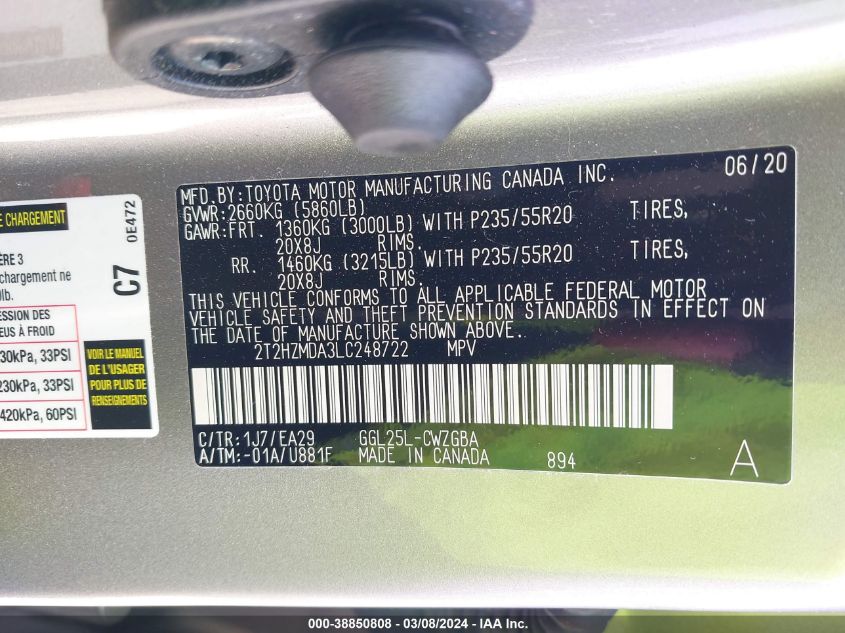 E CHARGEMENT
0E472
ÈRE 3
chargement ne
0lb.
C7
ESSION DES
EUS À FROID
30kPa, 33PSI
230kPa, 33PSI
420kPa, 60PSI
VOIR LE MANUEL
DE L'USAGER
POUR PLUS DE
RENSEIGNEMENTS
06/20
MFD. BY: TOYOTA MOTOR MANUFACTURING CANADA INC.
GVWR: 2660KG (5860LB)
GAWR: FRT. 1360KG (3000LB) WITH P235/55R20 TIRES,
20X8J RIMS.
RR. 1460KG (3215LB) WITH P235/55R20 TIRES,
20X8J RIMS.
THIS VEHICLE CONFORMS TO ALL APPLICABLE FEDERAL MOTOR
VEHICLE SAFETY AND THEFT PREVENTION STANDARDS IN EFFECT ON
THE DATE OF MANUFACTURE SHOWN ABOVE.
2T2HZMDA3LC248722 MPV
C/TR: 1J7/EA29 GGL25L-CWZGBA
A/TM: -01A/U881F MADE IN CANADA 894 A
000-38850808 - 03/08/2024 - IAA Inc.